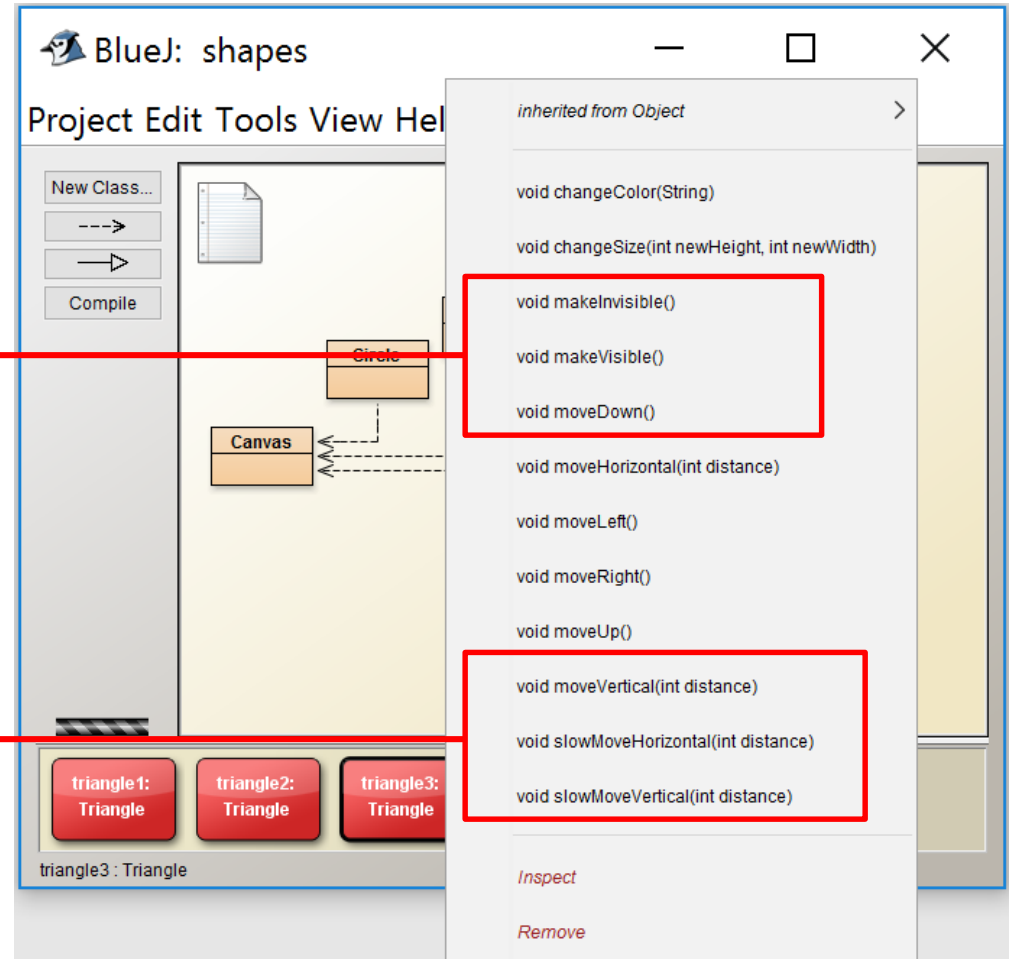 BlueJ: shapes
Project Edit Tools View Hel
New Class...
Compile
Circle
Canvas
inherited from Object
void changeColor(String)
void changeSize(int newHeight, int newWidth)
void makeInvisible()
void makeVisible()
void moveDown()
void moveHorizontal(int distance)
void moveLeft()
void moveRight()
void moveUp()
void moveVertical(int distance)
void slowMoveHorizontal(int distance)
void slowMoveVertical(int distance)
Inspect
Remove
triangle1:
Triangle
triangle2:
Triangle
triangle3:
Triangle
triangle3 : Triangle